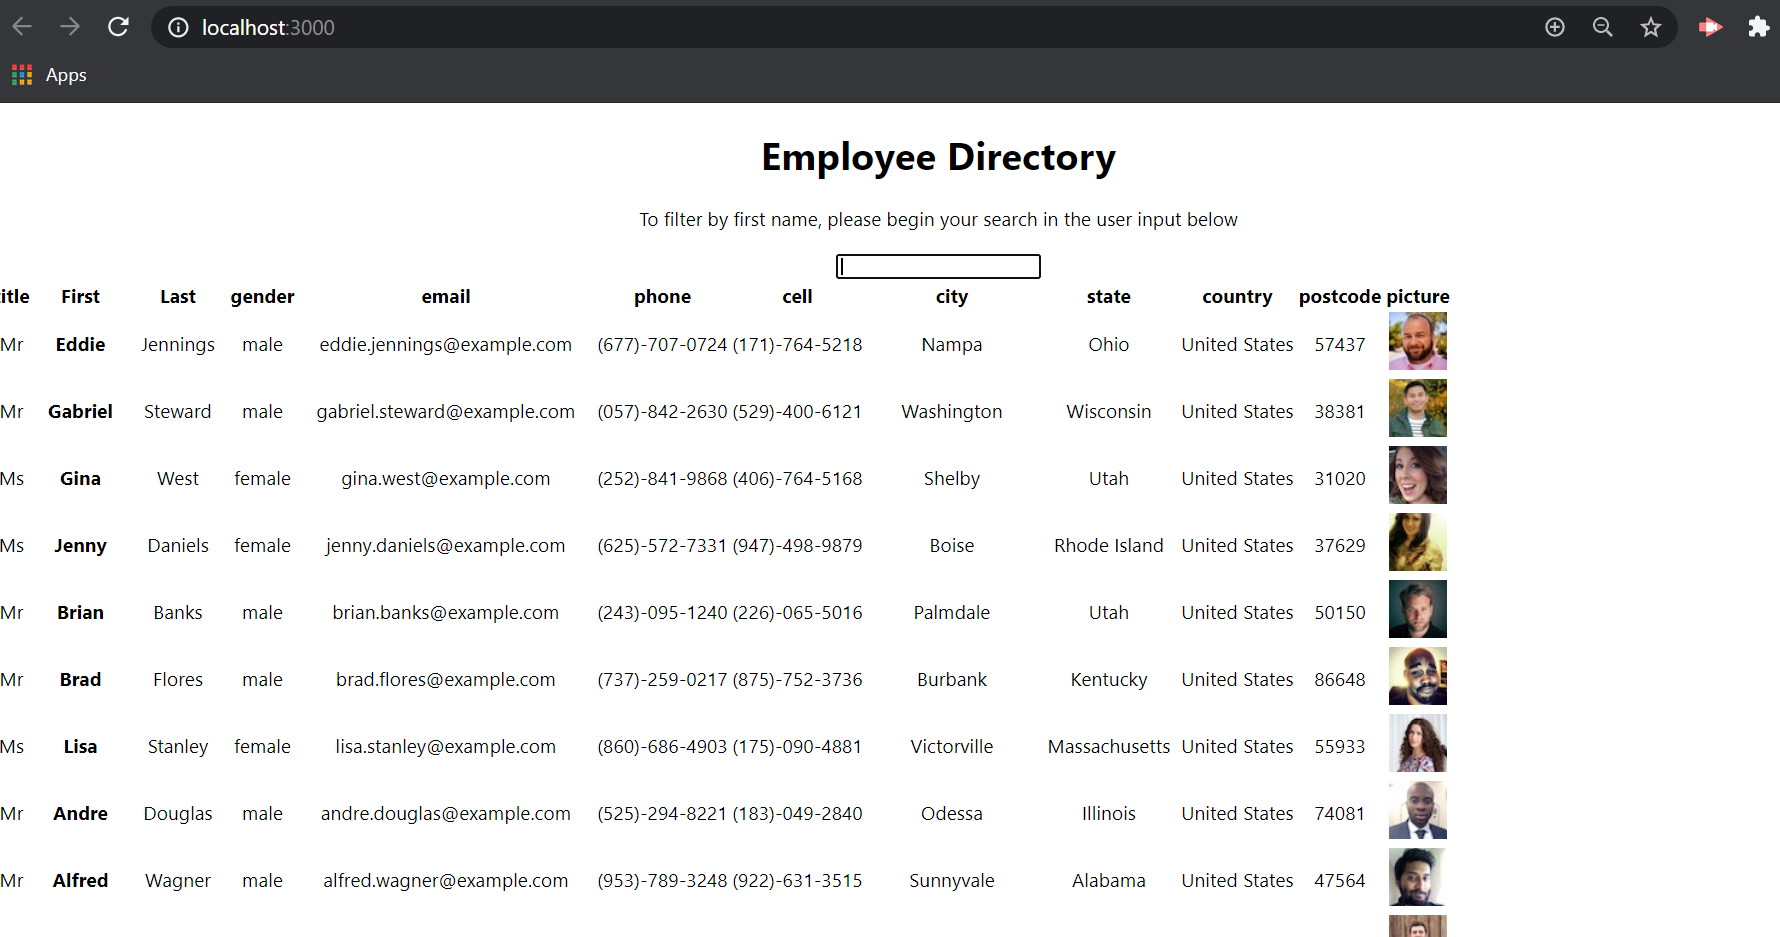 localhost:3000
Apps
Employee Directory
To filter by first name, please begin your search in the user input below
itle First Last gender email phone cell city state country postcode picture
Mr Eddie Jennings male eddie.jennings@example.com (677)-707-0724 (171)-764-5218 Nampa Ohio United States 57437
Mr Gabriel Steward male gabriel.steward@example.com (057)-842-2630 (529)-400-6121 Washington Wisconsin United States 38381
Ms Gina West female gina.west@example.com (252)-841-9868 (406)-764-5168 Shelby Utah United States 31020
Ms Jenny Daniels female jenny.daniels@example.com (625)-572-7331 (947)-498-9879 Boise Rhode Island United States 37629
Mr Brian Banks male brian.banks@example.com (243)-095-1240 (226)-065-5016 Palmdale Utah United States 50150
Mr Brad Flores male brad.flores@example.com (737)-259-0217 (875)-752-3736 Burbank Kentucky United States 86648
Ms Lisa Stanley female lisa.stanley@example.com (860)-686-4903 (175)-090-4881 Victorville Massachusetts United States 55933
Mr Andre Douglas male andre.douglas@example.com (525)-294-8221 (183)-049-2840 Odessa Illinois United States 74081
Mr Alfred Wagner male alfred.wagner@example.com (953)-789-3248 (922)-631-3515 Sunnyvale Alabama United States 47564